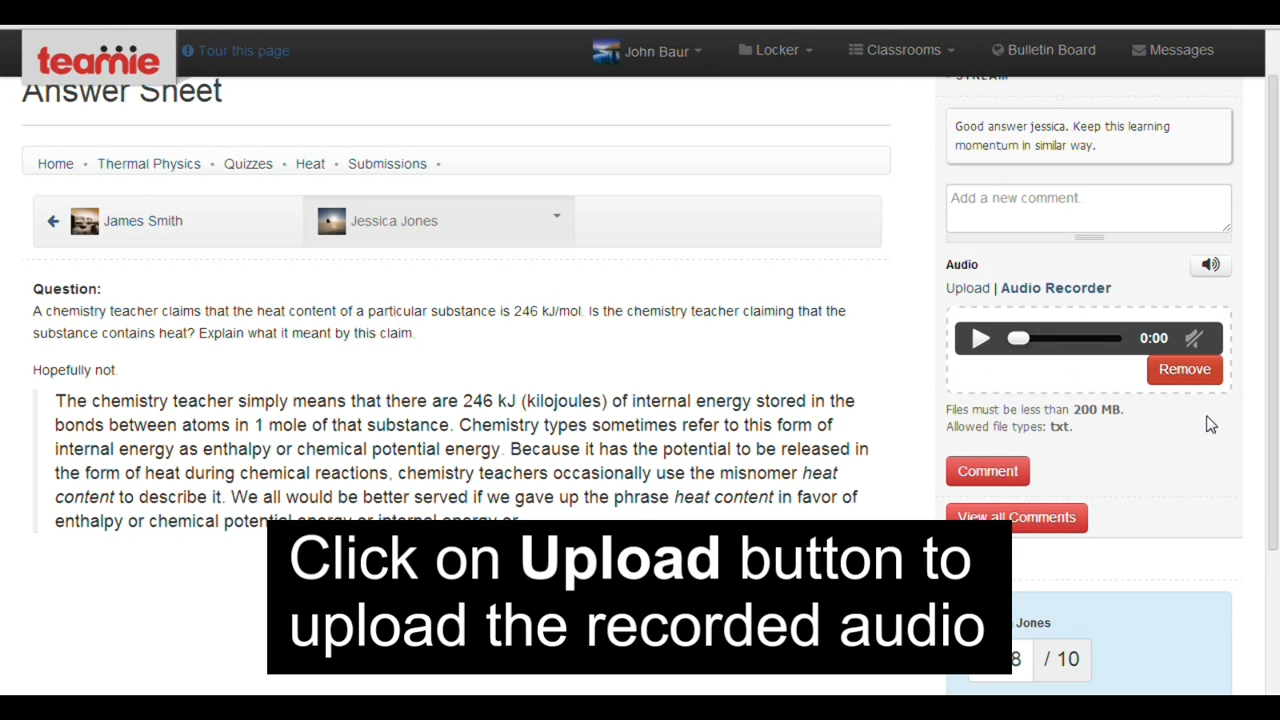 teamie
Tour this page
John Baur
Locker
Classrooms
Bulletin Board
Messages
Answer Sheet
STREAM
Good answer jessica. Keep this learning
momentum in similar way.
Home • Thermal Physics • Quizzes • Heat • Submissions •
Add a new comment..
James Smith
Jessica Jones
Audio
Upload | Audio Recorder
Question:
A chemistry teacher claims that the heat content of a particular substance is 246 kJ/mol. Is the chemistry teacher claiming that the
substance contains heat? Explain what it meant by this claim.
0:00
Remove
Hopefully not.
The chemistry teacher simply means that there are 246 kJ (kilojoules) of internal energy stored in the
bonds between atoms in 1 mole of that substance. Chemistry types sometimes refer to this form of
internal energy as enthalpy or chemical potential energy. Because it has the potential to be released in
the form of heat during chemical reactions, chemistry teachers occasionally use the misnomer heat
content to describe it. We all would be better served if we gave up the phrase heat content in favor of
enthalpy or chemical potential energy or internal energy or
Files must be less than 200 MB.
Allowed file types: txt.
Comment
View all Comments
Click on Upload button to
upload the recorded audio
Jones
8 / 10